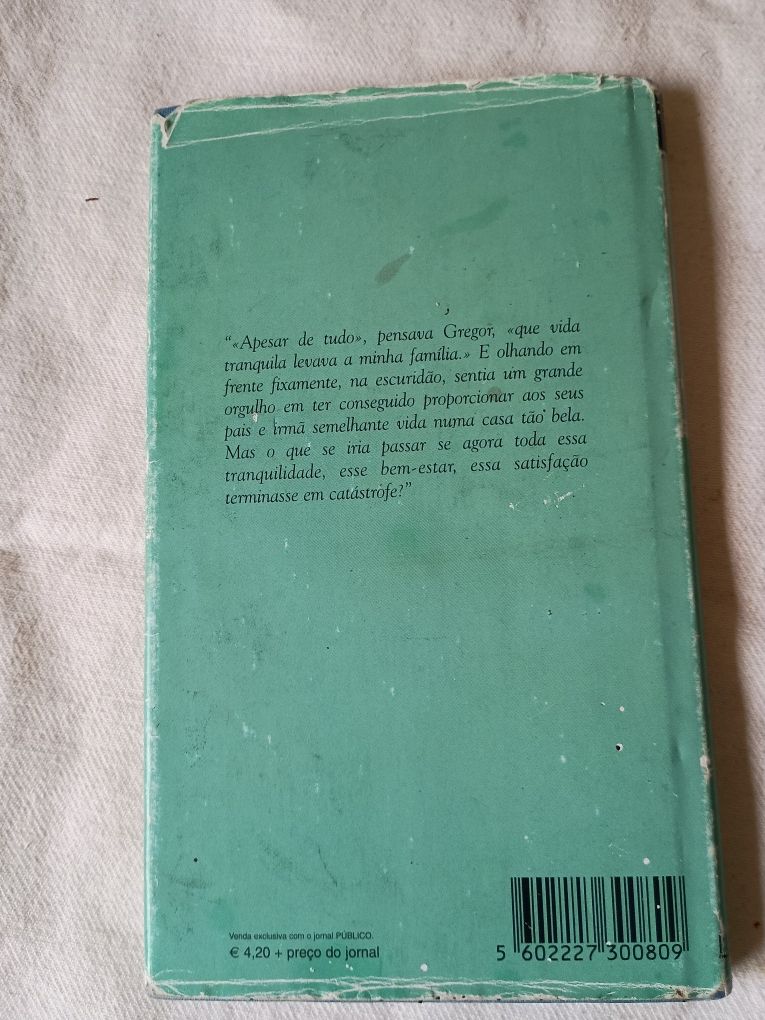 “«Apesar de tudo», pensava Gregor, «que vida
tranquila levava a minha família.» E olhando em
frente fixamente, na escuridão, sentia um grande
orgulho em ter conseguido proporcionar aos seus
pais e irmã semelhante vida numa casa tão bela.
Mas o que se iria passar se agora toda essa
tranquilidade, esse bem-estar, essa satisfação
terminasse em catástrofe?”
Venda exclusiva com o jornal PÚBLICO.
€ 4,20 + preço do jornal
5 602227 300809